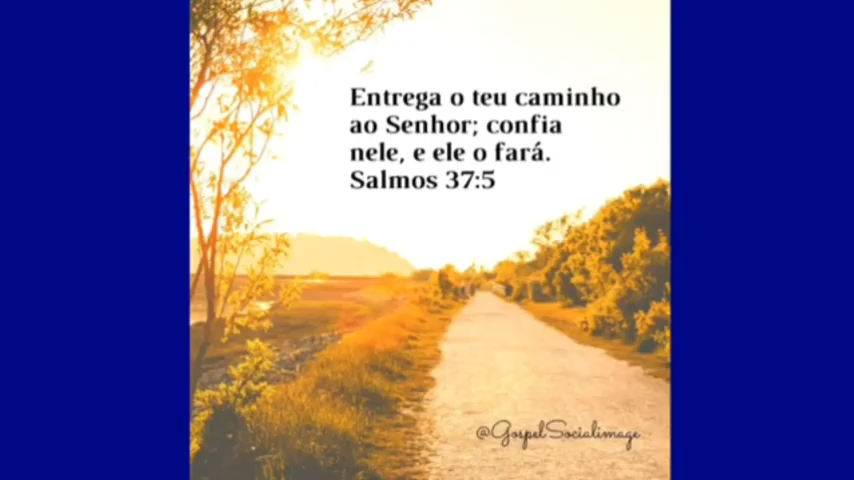 Entrega o teu caminho
ao Senhor; confia
nele, e ele o fará.
Salmos 37:5
@GospelSocialimage